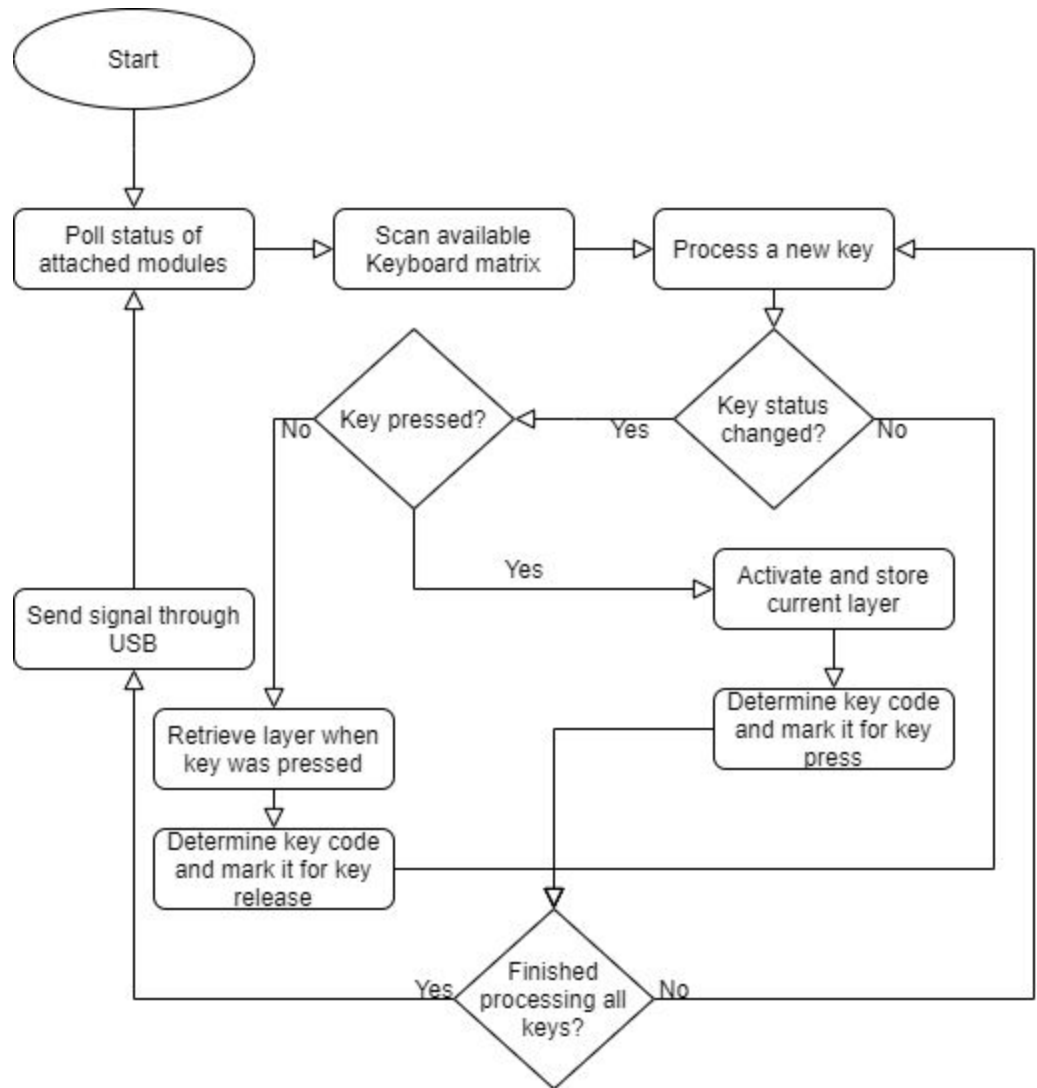 Start
Poll status of
attached modules
Scan available
Keyboard matrix
Process a new key
Key pressed?
Key status
changed?
No
Yes
No
Yes
Activate and store
current layer
Send signal through
USB
Determine key code
and mark it for key
press
Retrieve layer when
key was pressed
Determine key code
and mark it for key
release
Finished
processing all
keys?
Yes
No